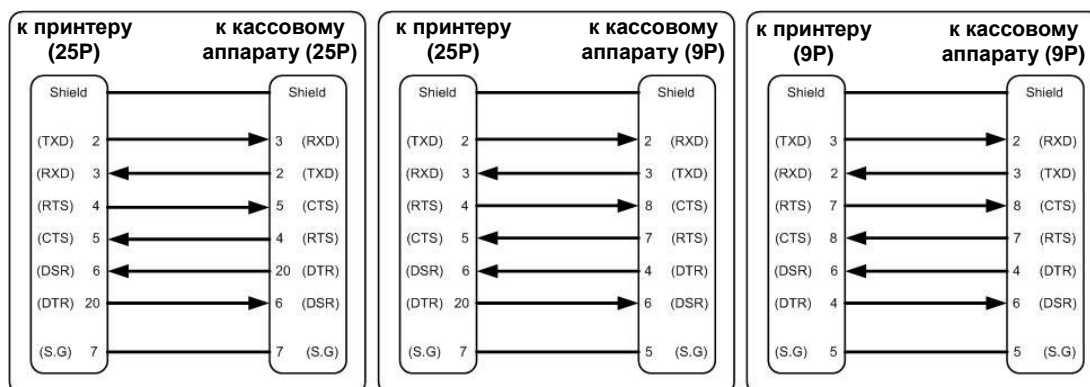 к принтеру (25P)
к кассовому аппарату (25P)
Shield Shield
(TXD) 2 3 (RXD)
(RXD) 3 2 (TXD)
(RTS) 4 5 (CTS)
(CTS) 5 4 (RTS)
(DSR) 6 20 (DTR)
(DTR) 20 6 (DSR)
(S.G) 7 7 (S.G)
к принтеру (25P)
к кассовому аппарату (9P)
Shield Shield
(TXD) 2 2 (RXD)
(RXD) 3 3 (TXD)
(RTS) 4 8 (CTS)
(CTS) 5 7 (RTS)
(DSR) 6 4 (DTR)
(DTR) 20 6 (DSR)
(S.G) 7 5 (S.G)
к принтеру (9P)
к кассовому аппарату (9P)
Shield Shield
(TXD) 3 2 (RXD)
(RXD) 2 3 (TXD)
(RTS) 7 8 (CTS)
(CTS) 8 7 (RTS)
(DSR) 6 4 (DTR)
(DTR) 4 6 (DSR)
(S.G) 5 5 (S.G)